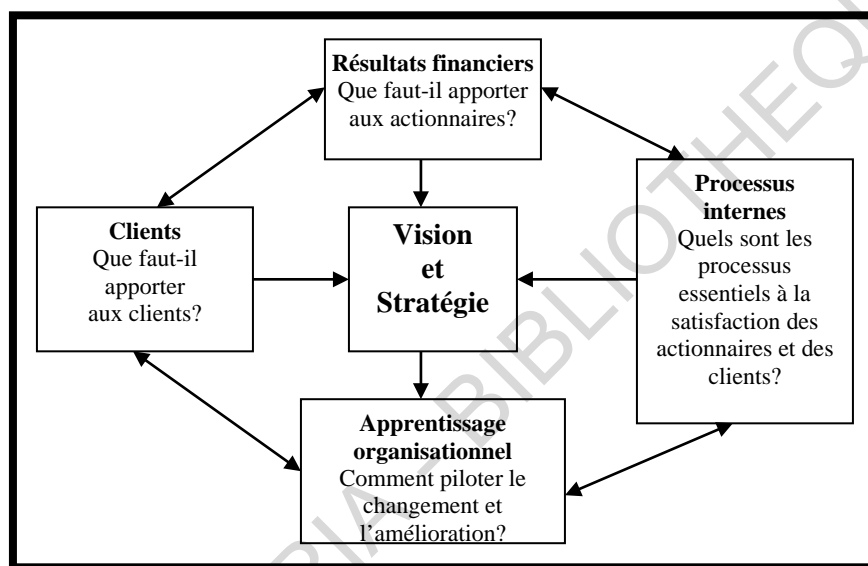 Résultats financiers
Que faut-il apporter
aux actionnaires?
Clients
Que faut-il
apporter
aux clients?
Vision
et
Stratégie
Processus
internes
Quels sont les
processus
essentiels à la
satisfaction des
actionnaires et des
clients?
Apprentissage
organisationnel
Comment piloter le
changement et
l’amélioration?